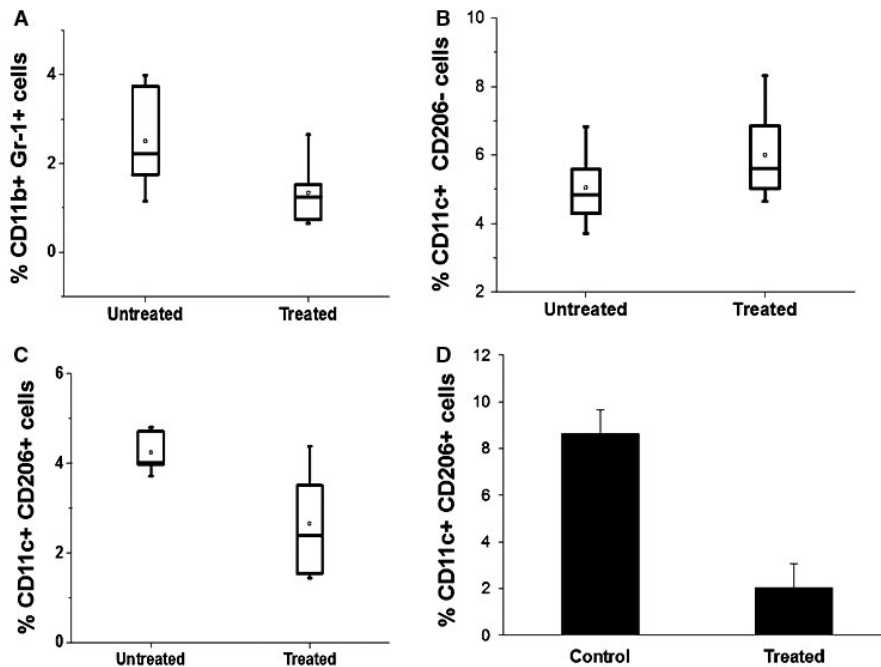 A
% CD11b+ Gr-1+ cells
4
2
0
Untreated Treated
B
% CD11c+ CD206- cells
10
8
6
4
2
Untreated Treated
C
% CD11c+ CD206+ cells
6
4
2
0
Untreated Treated
D
% CD11c+ CD206+ cells
12
10
8
6
4
2
0
Control Treated